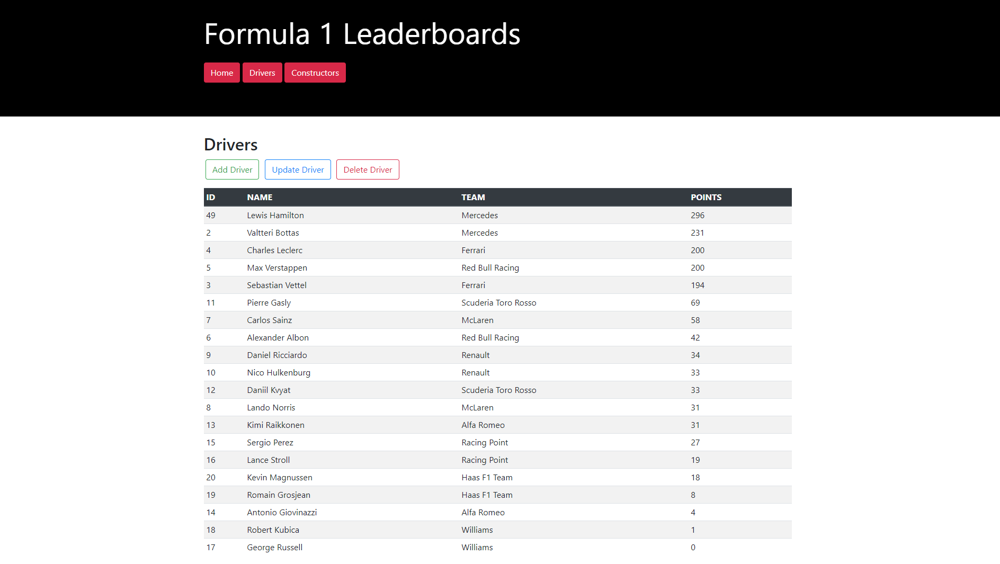 Formula 1 Leaderboards
Home Drivers Constructors
Drivers
Add Driver Update Driver Delete Driver
ID NAME TEAM POINTS
49 Lewis Hamilton Mercedes 296
2 Valtteri Bottas Mercedes 231
4 Charles Leclerc Ferrari 200
5 Max Verstappen Red Bull Racing 200
3 Sebastian Vettel Ferrari 194
11 Pierre Gasly Scuderia Toro Rosso 69
7 Carlos Sainz McLaren 58
6 Alexander Albon Red Bull Racing 42
9 Daniel Ricciardo Renault 34
10 Nico Hulkenburg Renault 33
12 Daniil Kvyat Scuderia Toro Rosso 33
8 Lando Norris McLaren 31
13 Kimi Raikkonen Alfa Romeo 31
15 Sergio Perez Racing Point 27
16 Lance Stroll Racing Point 19
20 Kevin Magnussen Haas F1 Team 18
19 Romain Grosjean Haas F1 Team 8
14 Antonio Giovinazzi Alfa Romeo 4
18 Robert Kubica Williams 1
17 George Russell Williams 0